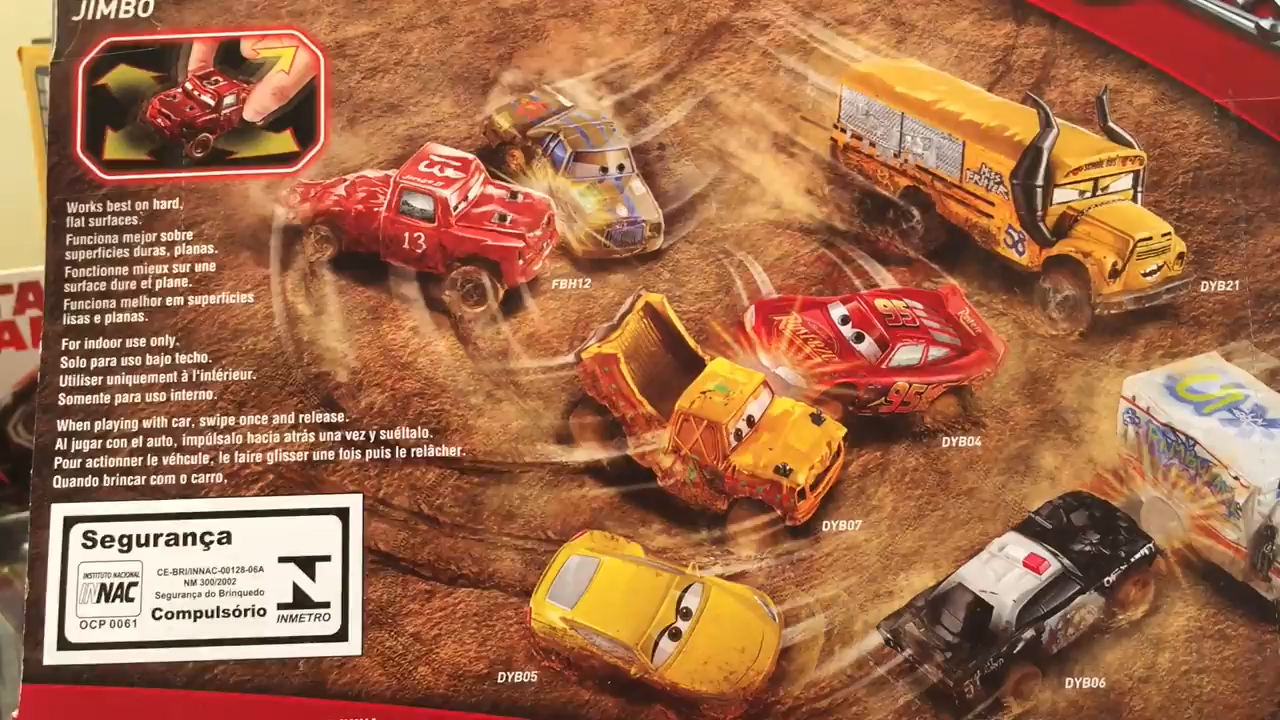 JIMBO
Works best on hard,
flat surfaces.
Funciona mejor sobre
superficies duras, planas.
Fonctionne mieux sur une
surface dure et plane.
Funciona melhor em superfícies
lisas e planas.
For indoor use only.
Solo para uso bajo techo.
Utiliser uniquement à l'intérieur.
Somente para uso interno.
When playing with car, swipe once and release.
Al jugar con el auto, impúlsalo hacia atrás una vez y suéltalo.
Pour actionner le véhcule, le faire glisser une fois puis le relâcher.
Quando brincar com o carro,
Segurança
INSTITUTO NACIONAL
INNAC
OCP 0061
CE-BRI/INNAC-00128-06A
NM 300/2002
Segurança do Brinquedo
Compulsório
INMETRO
13
13
FBH12
MISS
FRITTER
SCHOOL BUS
58
DYB21
95
95
DYB04
DYB07
DYB05
DYB06